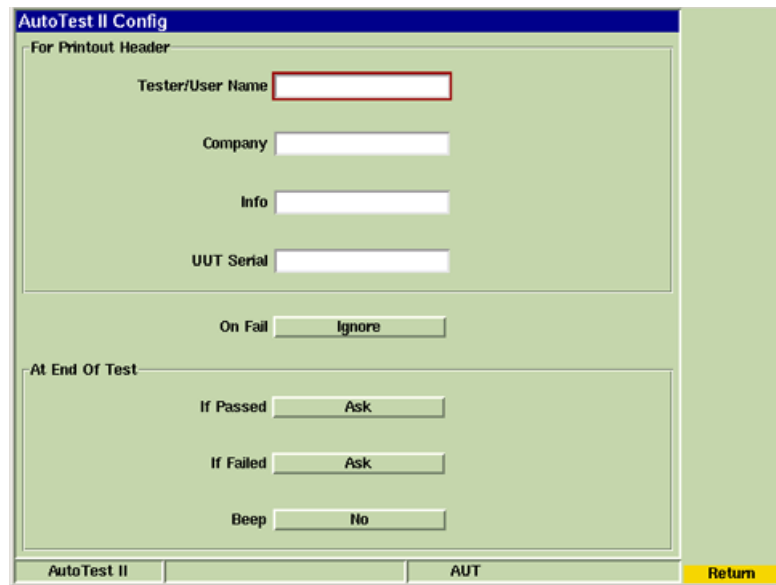 AutoTest II Config
For Printout Header
Tester/User Name
Company
Info
UUT Serial
On Fail Ignore
At End Of Test
If Passed Ask
If Failed Ask
Beep No
AutoTest II AUT Return